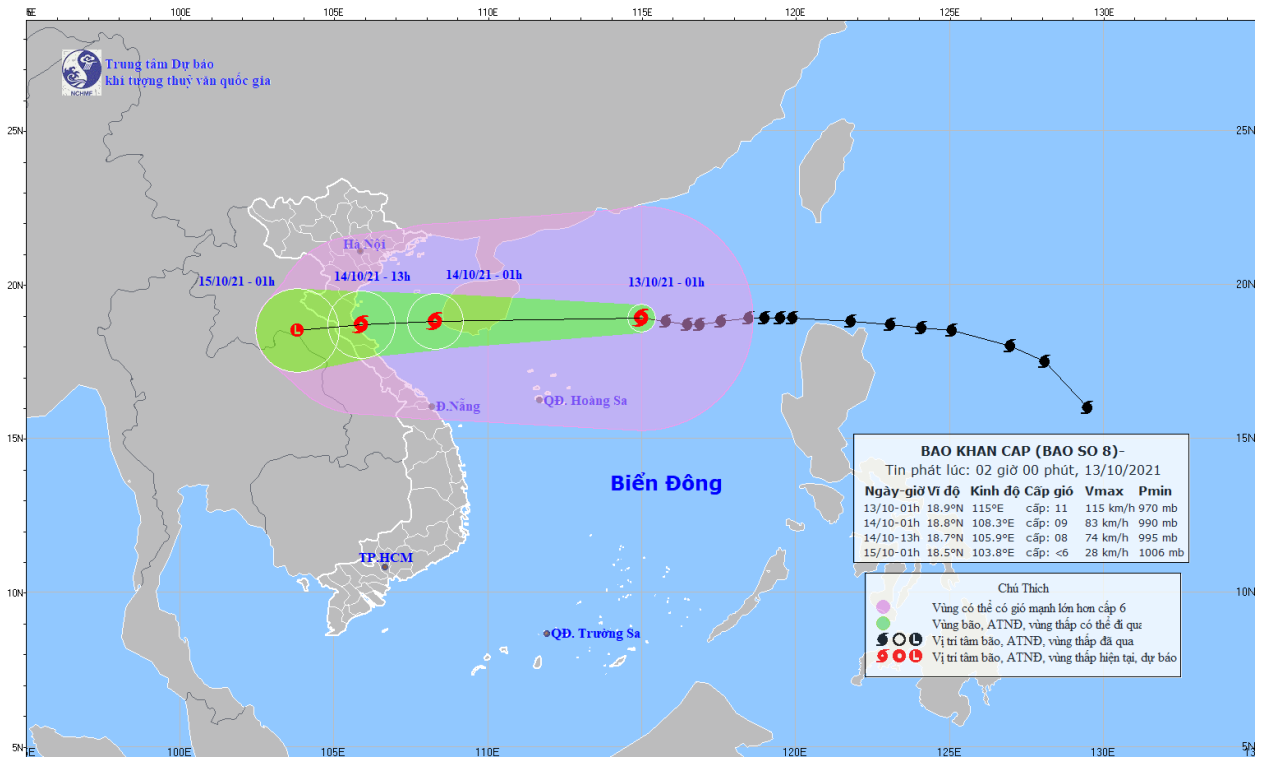 100E 105E 110E 115E 120E 125E 130E
Trung tâm Dự báo
khí tượng thuỷ văn quốc gia
NCHMF
25N 25N
Hà Nội
15/10/21 - 01h 14/10/21 - 13h 14/10/21 - 01h 13/10/21 - 01h
20N 20N
Đ.Nẵng QĐ. Hoàng Sa
15N 15N
Biển Đông
BAO KHAN CAP (BAO SO 8)-
Tin phát lúc: 02 giờ 00 phút, 13/10/2021
Ngày-giờ Vĩ độ Kinh độ Cấp gió Vmax Pmin
13/10-01h 18.9°N 115°E cấp: 11 115 km/h 970 mb
14/10-01h 18.8°N 108.3°E cấp: 09 83 km/h 990 mb
14/10-13h 18.7°N 105.9°E cấp: 08 74 km/h 995 mb
15/10-01h 18.5°N 103.8°E cấp: <6 28 km/h 1006 mb
TP.HCM
10N 10N
Chú Thích
Vùng có thể có gió mạnh lớn hơn cấp 6
Vùng bão, ATNĐ, vùng thấp có thể đi qua
L Vị trí tâm bão, ATNĐ, vùng thấp đã qua
L Vị trí tâm bão, ATNĐ, vùng thấp hiện tại, dự báo
QĐ. Trường Sa
5N 5N
100E 105E 110E 115E 120E 125E 130E